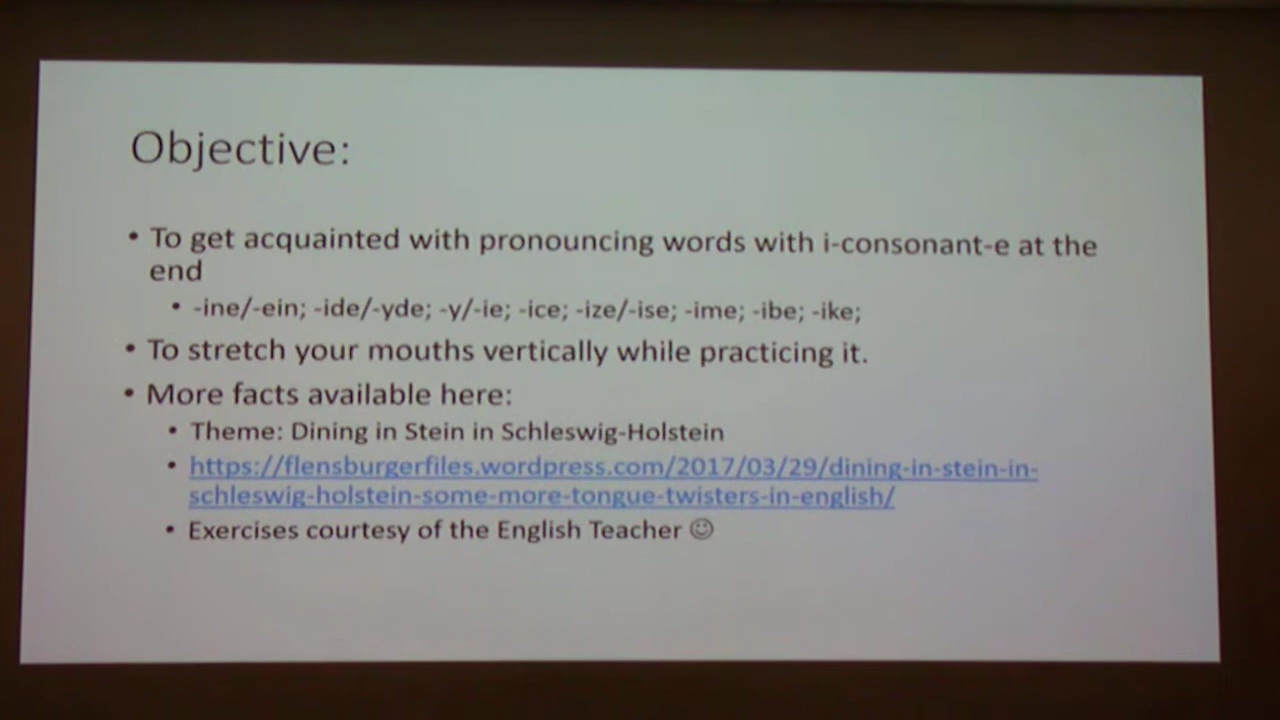 Objective:
• To get acquainted with pronouncing words with i-consonant-e at the
end
• -ine/-ein; -ide/-yde; -y/-ie; -ice; -ize/-ise; -ime; -ibe; -ike;
• To stretch your mouths vertically while practicing it.
• More facts available here:
• Theme: Dining in Stein in Schleswig-Holstein
• https://flensburgerfiles.wordpress.com/2017/03/29/dining-in-stein-in-
schleswig-holstein-some-more-tongue-twisters-in-english/
• Exercises courtesy of the English Teacher ☺